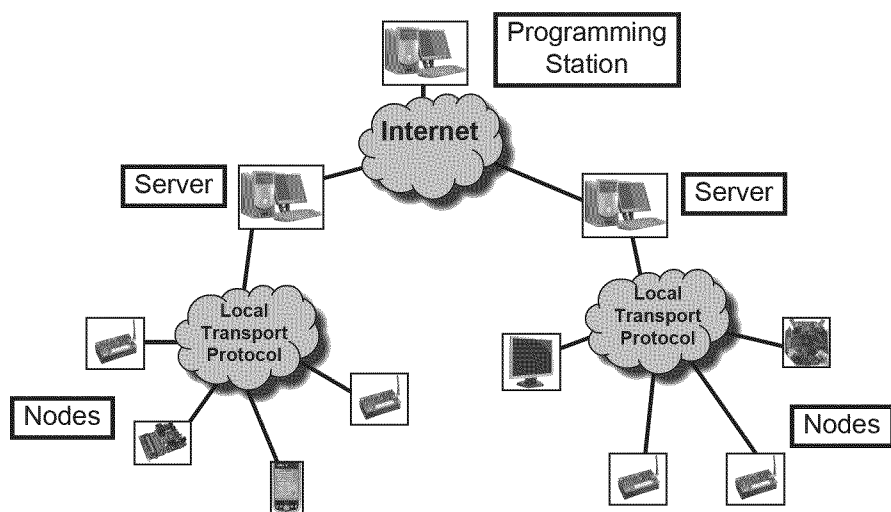 Programming
Station
Internet
Server
Server
Local
Transport
Protocol
Local
Transport
Protocol
Nodes
Nodes